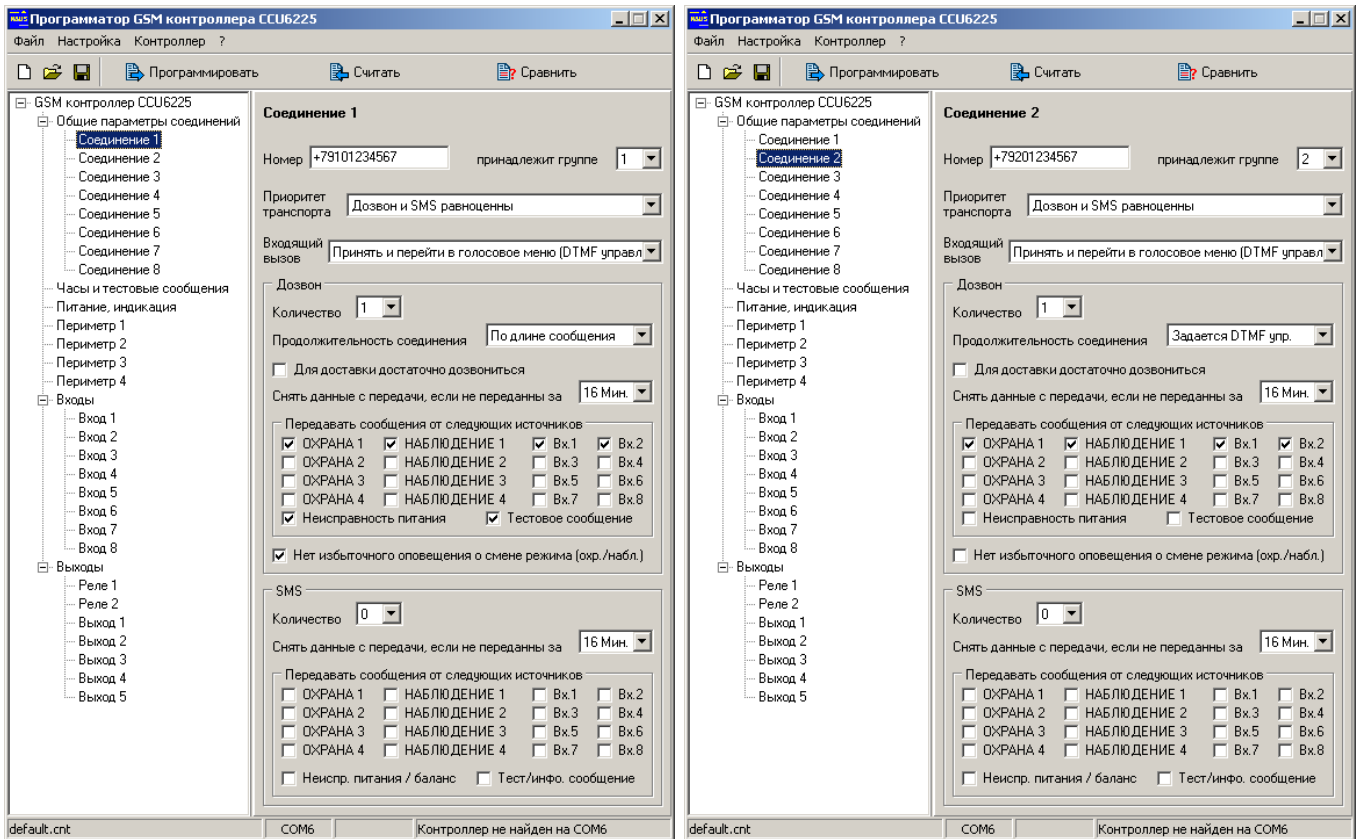 Программатор GSM контроллера CCU6225
Файл Настройка Контроллер ?
Программировать Считать Сравнить
GSM контроллер CCU6225
Общие параметры соединений
Соединение 1
Соединение 2
Соединение 3
Соединение 4
Соединение 5
Соединение 6
Соединение 7
Соединение 8
Часы и тестовые сообщения
Питание, индикация
Периметр 1
Периметр 2
Периметр 3
Периметр 4
Входы
Вход 1
Вход 2
Вход 3
Вход 4
Вход 5
Вход 6
Вход 7
Вход 8
Выходы
Реле 1
Реле 2
Выход 1
Выход 2
Выход 3
Выход 4
Выход 5
Соединение 1
Номер +79101234567 принадлежит группе 1
Приоритет транспорта Дозвон и SMS равноценны
Входящий вызов Принять и перейти в голосовое меню (DTMF управл
Дозвон
Количество 1
Продолжительность соединения По длине сообщения
Для доставки достаточно дозвониться
Снять данные с передачи, если не переданны за 16 Мин.
Передавать сообщения от следующих источников
ОХРАНА 1 НАБЛЮДЕНИЕ 1 Вх.1 Вх.2
ОХРАНА 2 НАБЛЮДЕНИЕ 2 Вх.3 Вх.4
ОХРАНА 3 НАБЛЮДЕНИЕ 3 Вх.5 Вх.6
ОХРАНА 4 НАБЛЮДЕНИЕ 4 Вх.7 Вх.8
Неисправность питания Тестовое сообщение
Нет избыточного оповещения о смене режима (охр./набл.)
SMS
Количество 0
Снять данные с передачи, если не переданны за 16 Мин.
Передавать сообщения от следующих источников
ОХРАНА 1 НАБЛЮДЕНИЕ 1 Вх.1 Вх.2
ОХРАНА 2 НАБЛЮДЕНИЕ 2 Вх.3 Вх.4
ОХРАНА 3 НАБЛЮДЕНИЕ 3 Вх.5 Вх.6
ОХРАНА 4 НАБЛЮДЕНИЕ 4 Вх.7 Вх.8
Неиспр. питания / баланс Тест/инфо. сообщение
default.cnt COM6 Контроллер не найден на COM6
Программатор GSM контроллера CCU6225
Файл Настройка Контроллер ?
Программировать Считать Сравнить
GSM контроллер CCU6225
Общие параметры соединений
Соединение 1
Соединение 2
Соединение 3
Соединение 4
Соединение 5
Соединение 6
Соединение 7
Соединение 8
Часы и тестовые сообщения
Питание, индикация
Периметр 1
Периметр 2
Периметр 3
Периметр 4
Входы
Вход 1
Вход 2
Вход 3
Вход 4
Вход 5
Вход 6
Вход 7
Вход 8
Выходы
Реле 1
Реле 2
Выход 1
Выход 2
Выход 3
Выход 4
Выход 5
Соединение 2
Номер +79201234567 принадлежит группе 2
Приоритет транспорта Дозвон и SMS равноценны
Входящий вызов Принять и перейти в голосовое меню (DTMF управл
Дозвон
Количество 1
Продолжительность соединения Задается DTMF упр.
Для доставки достаточно дозвониться
Снять данные с передачи, если не переданны за 16 Мин.
Передавать сообщения от следующих источников
ОХРАНА 1 НАБЛЮДЕНИЕ 1 Вх.1 Вх.2
ОХРАНА 2 НАБЛЮДЕНИЕ 2 Вх.3 Вх.4
ОХРАНА 3 НАБЛЮДЕНИЕ 3 Вх.5 Вх.6
ОХРАНА 4 НАБЛЮДЕНИЕ 4 Вх.7 Вх.8
Неисправность питания Тестовое сообщение
Нет избыточного оповещения о смене режима (охр./набл.)
SMS
Количество 0
Снять данные с передачи, если не переданны за 16 Мин.
Передавать сообщения от следующих источников
ОХРАНА 1 НАБЛЮДЕНИЕ 1 Вх.1 Вх.2
ОХРАНА 2 НАБЛЮДЕНИЕ 2 Вх.3 Вх.4
ОХРАНА 3 НАБЛЮДЕНИЕ 3 Вх.5 Вх.6
ОХРАНА 4 НАБЛЮДЕНИЕ 4 Вх.7 Вх.8
Неиспр. питания / баланс Тест/инфо. сообщение
default.cnt COM6 Контроллер не найден на COM6